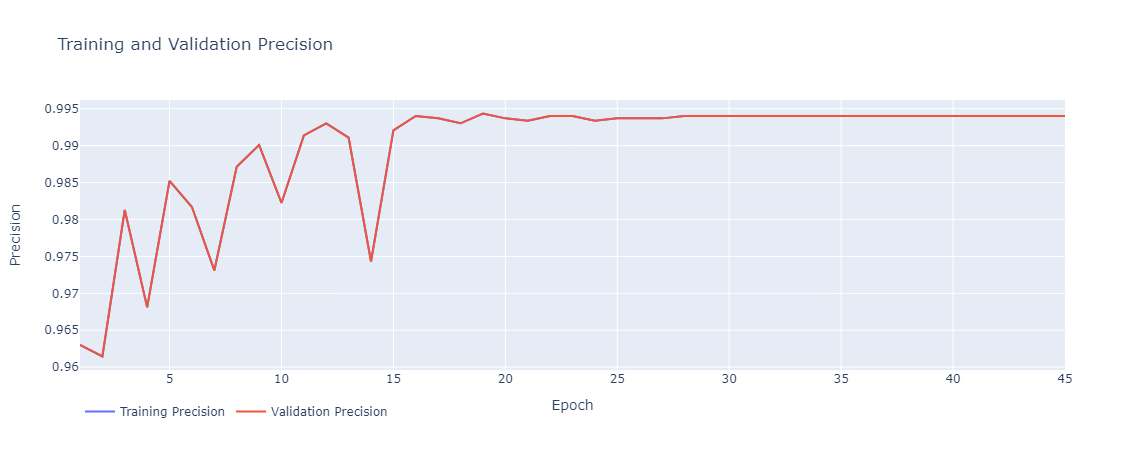 Training and Validation Precision
0.995
0.99
0.985
0.98
0.975
0.97
0.965
0.96
Precision
5 10 15 20 25 30 35 40 45
Epoch
Training Precision Validation Precision